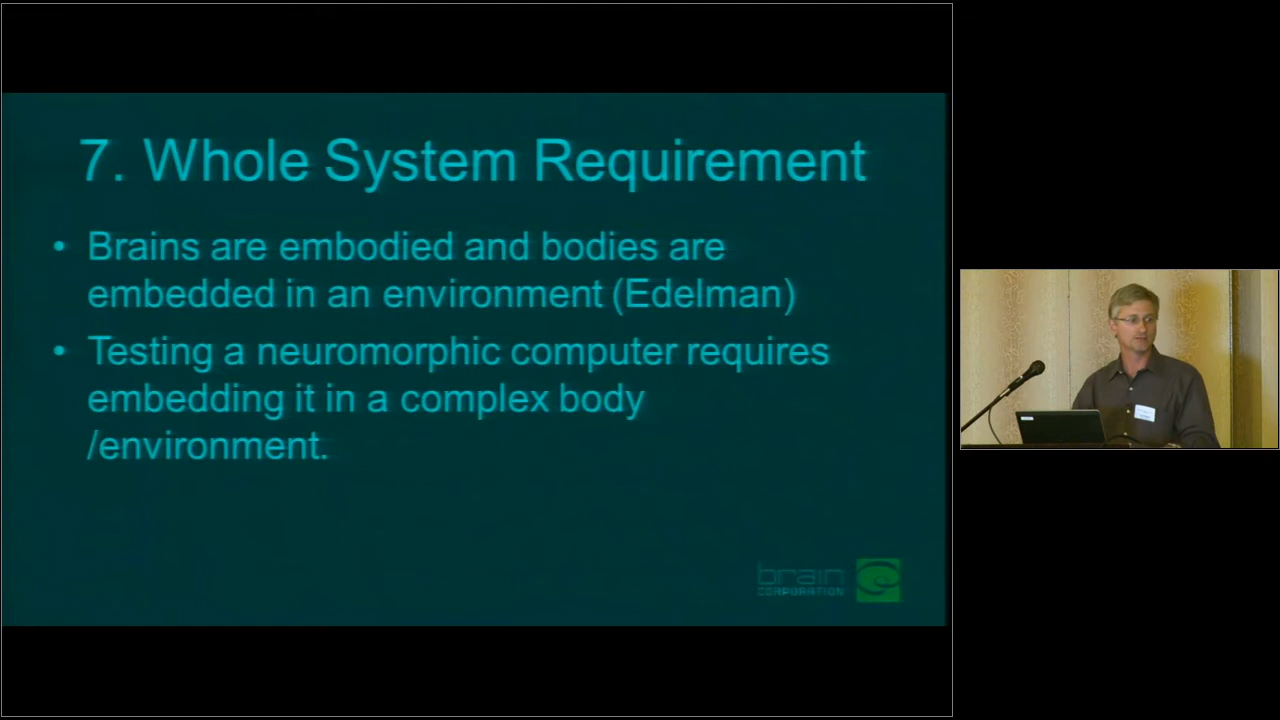 7. Whole System Requirement
• Brains are embodied and bodies are
embedded in an environment (Edelman)
• Testing a neuromorphic computer requires
embedding it in a complex body
/environment.
brain
CORPORATION